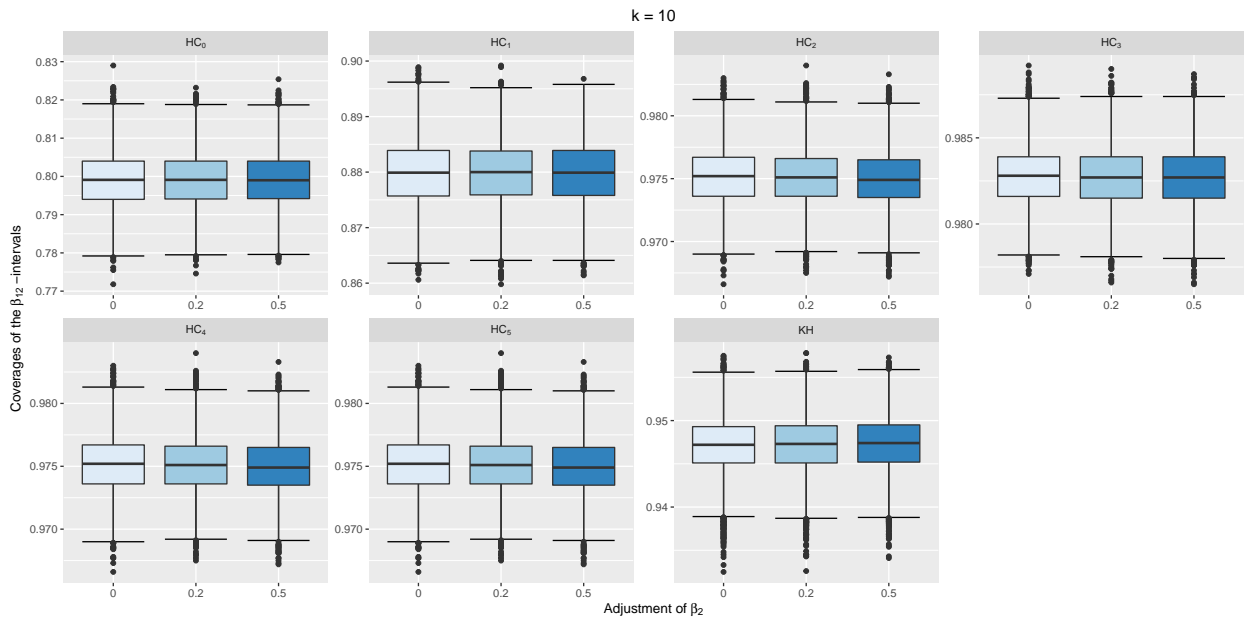 k = 10
HC₀
HC₁
HC₂
HC₃
0.83
0.82
0.81
0.80
0.79
0.78
0.77
0.90
0.89
0.88
0.87
0.86
0.980
0.975
0.970
0.985
0.980
0 0.2 0.5
0 0.2 0.5
0 0.2 0.5
0 0.2 0.5
Coverages of the β₁₂−intervals
HC₄
HC₅
KH
0.980
0.975
0.970
0.980
0.975
0.970
0.95
0.94
0 0.2 0.5
0 0.2 0.5
0 0.2 0.5
Adjustment of β₂